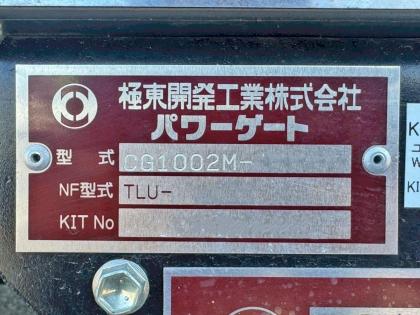 極東開発工業株式会社
パワーゲート
型 式 CG1002M-
NF型式 TLU-
KIT No